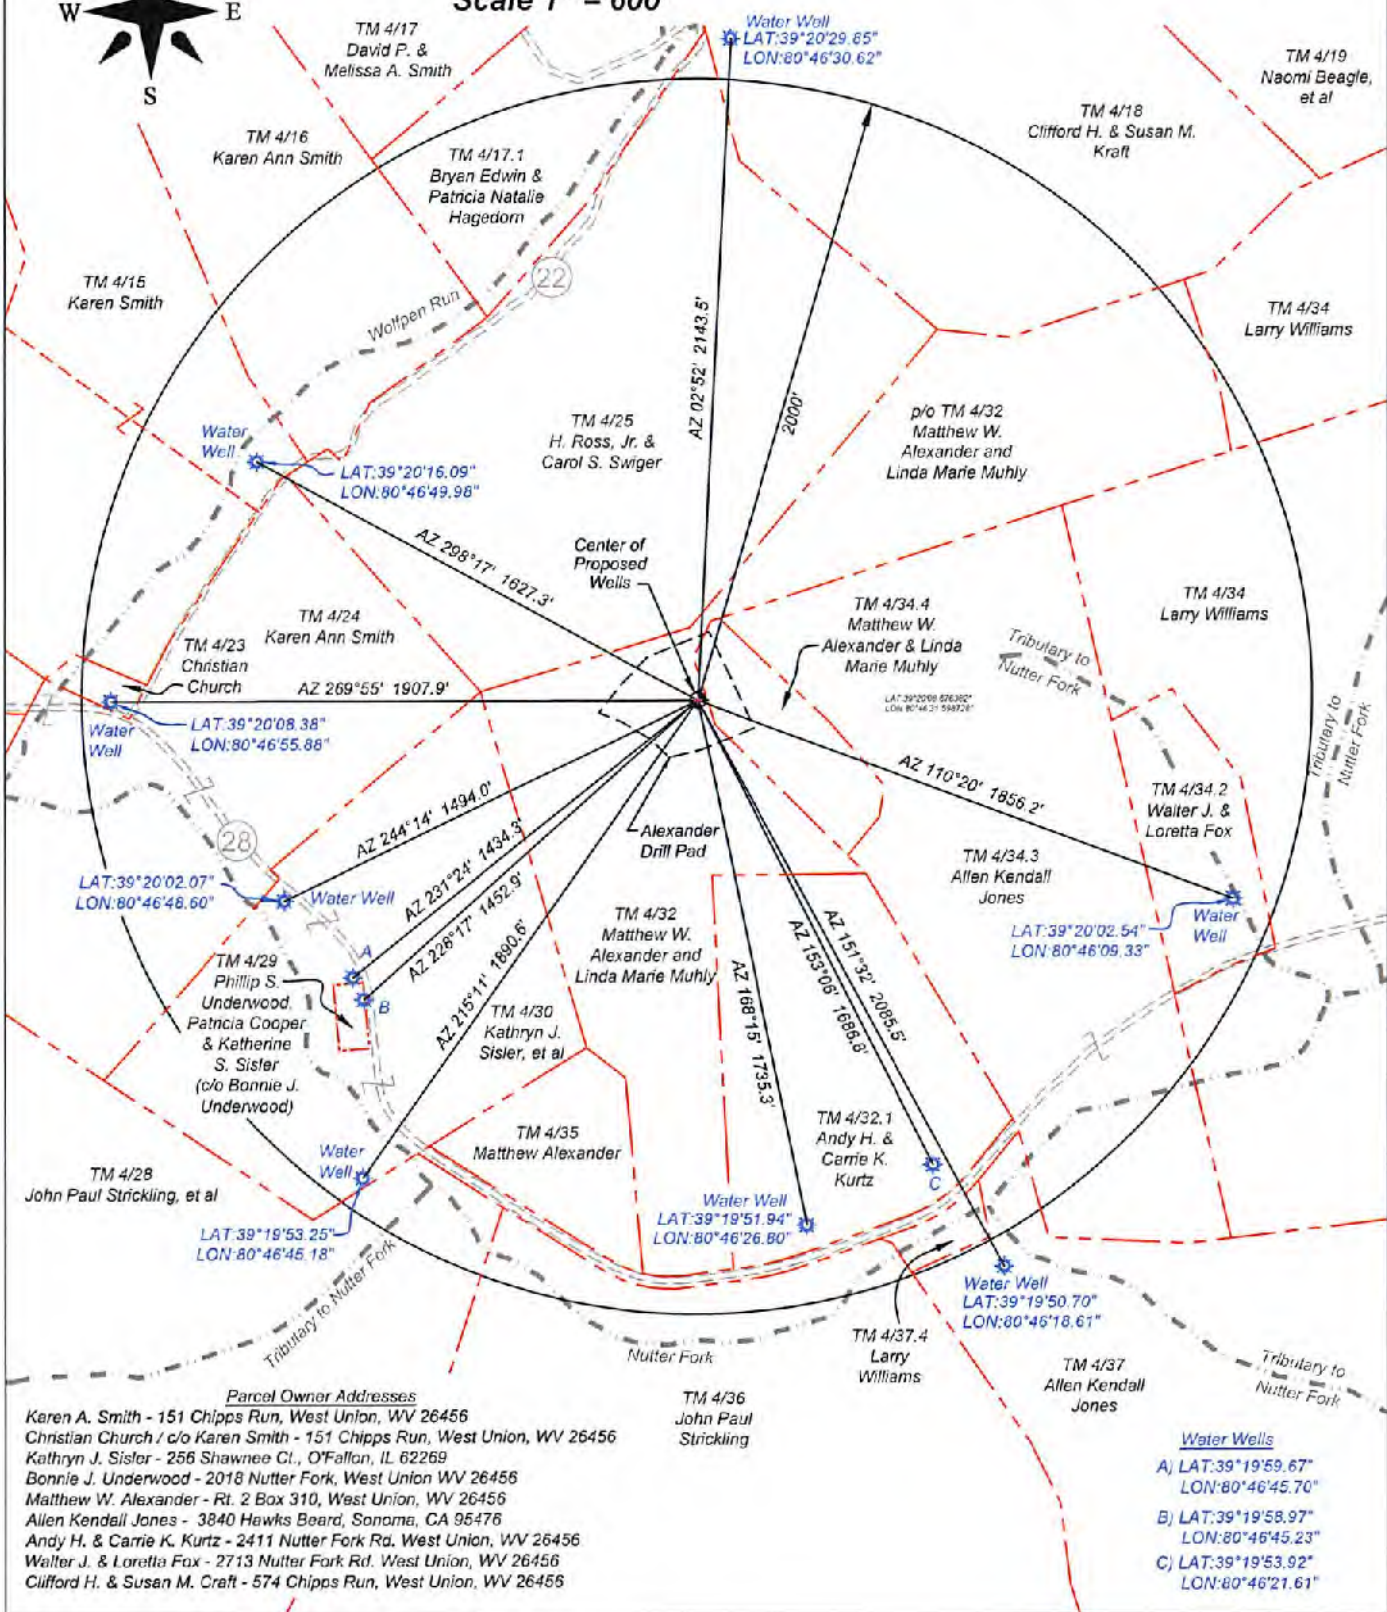 Scale 1" = 600'
W
E
S
TM 4/17
David P. &
Melissa A. Smith
Water Well
LAT:39°20'29.65"
LON:80°46'30.62"
TM 4/19
Naomi Beagle,
et al
TM 4/16
Karen Ann Smith
TM 4/18
Clifford H. & Susan M.
Kraft
TM 4/17.1
Bryan Edwin &
Patricia Natalie
Hagedorn
22
TM 4/15
Karen Smith
Wolfpen Run
TM 4/34
Larry Williams
AZ 02°52' 2143.5'
2000'
TM 4/25
H. Ross, Jr. &
Carol S. Swiger
p/o TM 4/32
Matthew W.
Alexander and
Linda Marie Muhly
Water
Well
LAT:39°20'16.09"
LON:80°46'49.98"
AZ 298°17' 1627.3'
Center of
Proposed
Wells
TM 4/34
Larry Williams
TM 4/34.4
Matthew W.
Alexander & Linda
Marie Muhly
TM 4/24
Karen Ann Smith
Tributary to
Nutter Fork
TM 4/23
Christian
Church
AZ 269°55' 1907.9'
Tributary to
Nutter Fork
Water
Well
LAT:39°20'08.38"
LON:80°46'55.88"
AZ 110°20' 1856.2'
TM 4/34.2
Walter J. &
Loretta Fox
AZ 244°14' 1494.0'
Alexander
Drill Pad
28
AZ 231°24' 1434.3'
TM 4/34.3
Allen Kendall
Jones
LAT:39°20'02.07"
LON:80°46'48.60"
Water Well
AZ 228°17' 1452.9'
TM 4/32
Matthew W.
Alexander and
Linda Marie Muhly
AZ 151°32' 2085.5'
AZ 153°06' 1686.8'
LAT:39°20'02.54"
LON:80°46'09.33"
Water
Well
A
B
TM 4/29
Phillip S.
Underwood,
Patricia Cooper
& Katherine
S. Sisler
(c/o Bonnie J.
Underwood)
AZ 215°11' 1890.6'
AZ 168°15' 1735.3'
TM 4/30
Kathryn J.
Sisler, et al
TM 4/35
Matthew Alexander
TM 4/32.1
Andy H. &
Carrie K.
Kurtz
C
TM 4/28
John Paul Strickling, et al
Water
Well
LAT:39°19'53.25"
LON:80°46'45.18"
Water Well
LAT:39°19'51.94"
LON:80°46'26.80"
Water Well
LAT:39°19'50.70"
LON:80°46'18.61"
Tributary to Nutter Fork
Nutter Fork
TM 4/37.4
Larry
Williams
TM 4/37
Allen Kendall
Jones
Tributary to
Nutter Fork
TM 4/36
John Paul
Strickling
Parcel Owner Addresses
Karen A. Smith - 151 Chipps Run, West Union, WV 26456
Christian Church / c/o Karen Smith - 151 Chipps Run, West Union, WV 26456
Kathryn J. Sisler - 256 Shawnee Ct., O'Fallon, IL 62269
Bonnie J. Underwood - 2018 Nutter Fork, West Union WV 26456
Matthew W. Alexander - Rt. 2 Box 310, West Union, WV 26456
Allen Kendall Jones - 3840 Hawks Beard, Sonoma, CA 95476
Andy H. & Carrie K. Kurtz - 2411 Nutter Fork Rd. West Union, WV 26456
Walter J. & Loretta Fox - 2713 Nutter Fork Rd. West Union, WV 26456
Clifford H. & Susan M. Craft - 574 Chipps Run, West Union, WV 26456
Water Wells
A) LAT:39°19'59.67"
LON:80°46'45.70"
B) LAT:39°19'58.97"
LON:80°46'45.23"
C) LAT:39°19'53.92"
LON:80°46'21.61"